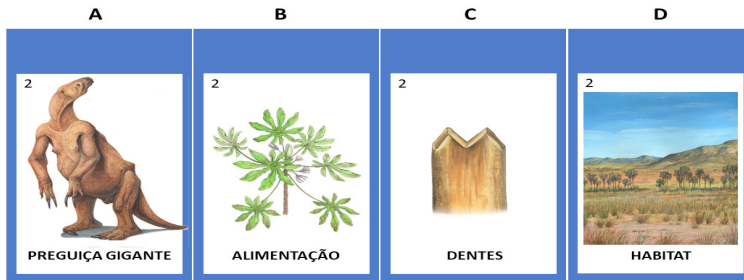 A B C D
2 2 2 2
PREGUIÇA GIGANTE ALIMENTAÇÃO DENTES HABITAT